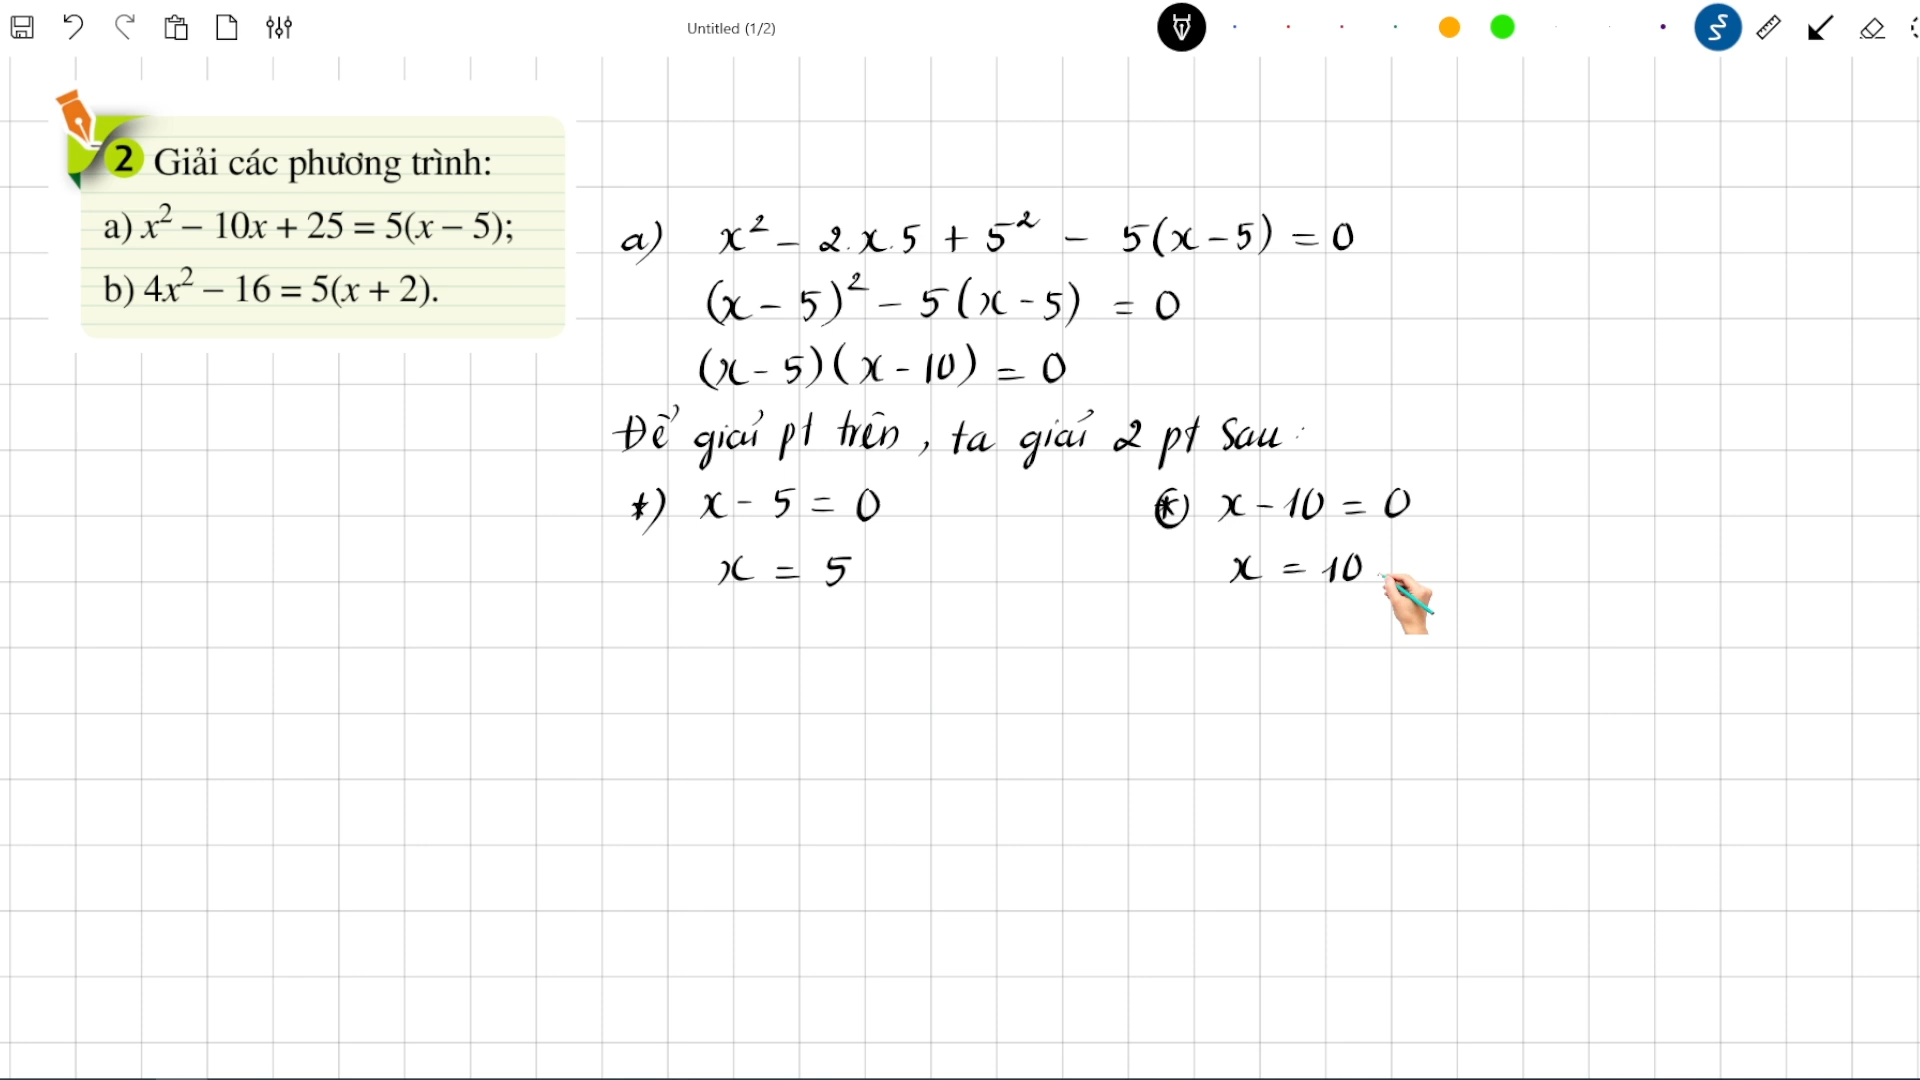 Untitled (1/2)
2 Giải các phương trình:
a) x² – 10x + 25 = 5(x – 5);
b) 4x² – 16 = 5(x + 2).
a) x² - 2.x.5 + 5² - 5(x-5) = 0
(x - 5)² - 5(x-5) = 0
(x-5)(x-10) = 0
Để giải pt trên, ta giải 2 pt sau:
*) x - 5 = 0
x = 5
*) x - 10 = 0
x = 10